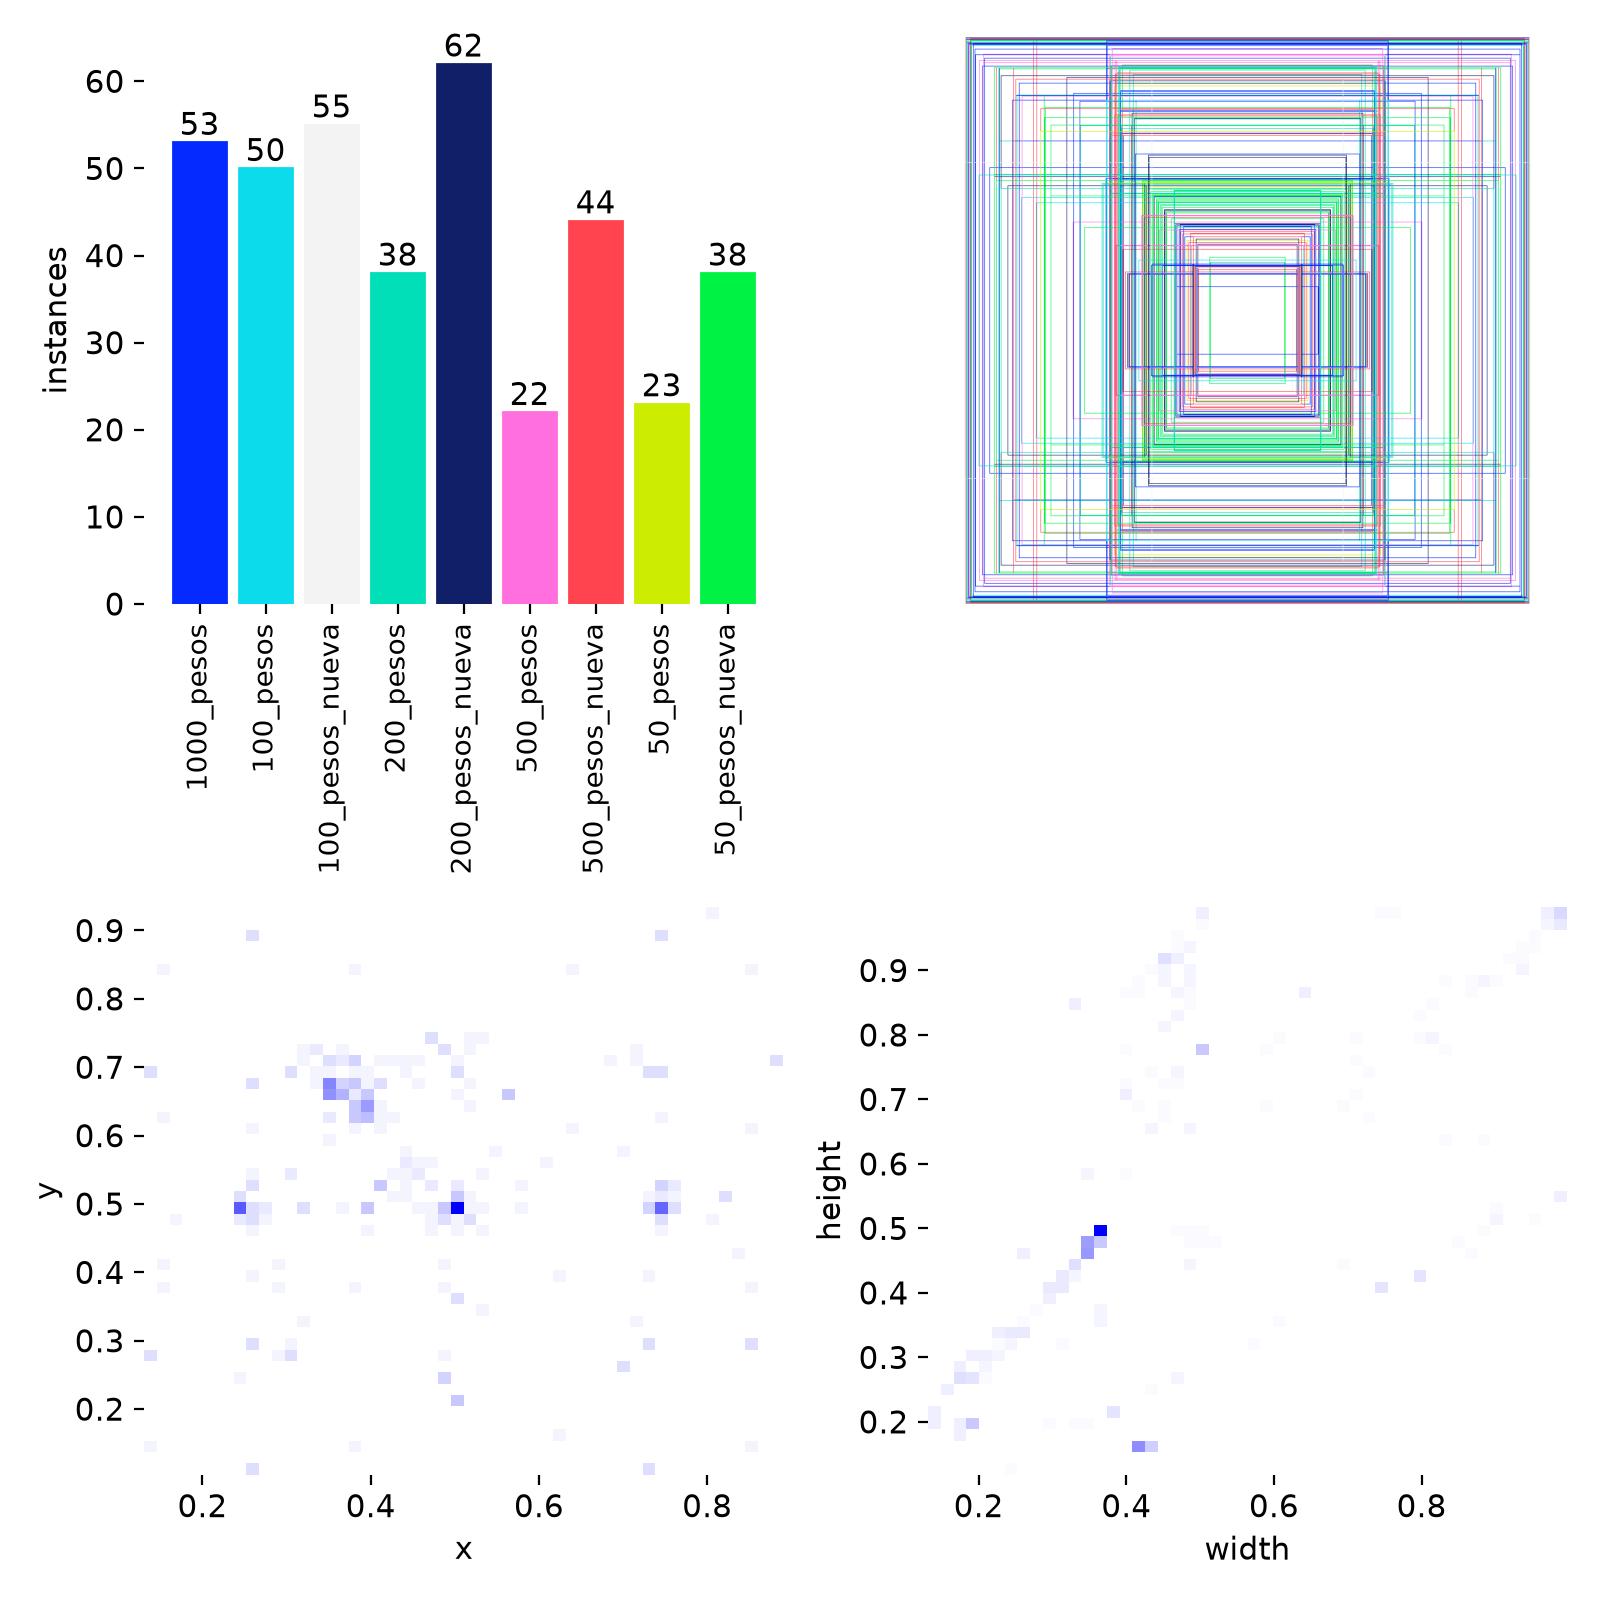 62
60
55
53
50
50
44
40
38
38
30
22
23
20
10
0
instances
1000_pesos
100_pesos
100_pesos_nueva
200_pesos
200_pesos_nueva
500_pesos
500_pesos_nueva
50_pesos
50_pesos_nueva
0.9
0.8
0.7
0.6
0.5
0.4
0.3
0.2
y
0.2 0.4 0.6 0.8
x
0.9
0.8
0.7
0.6
0.5
0.4
0.3
0.2
height
0.2 0.4 0.6 0.8
width